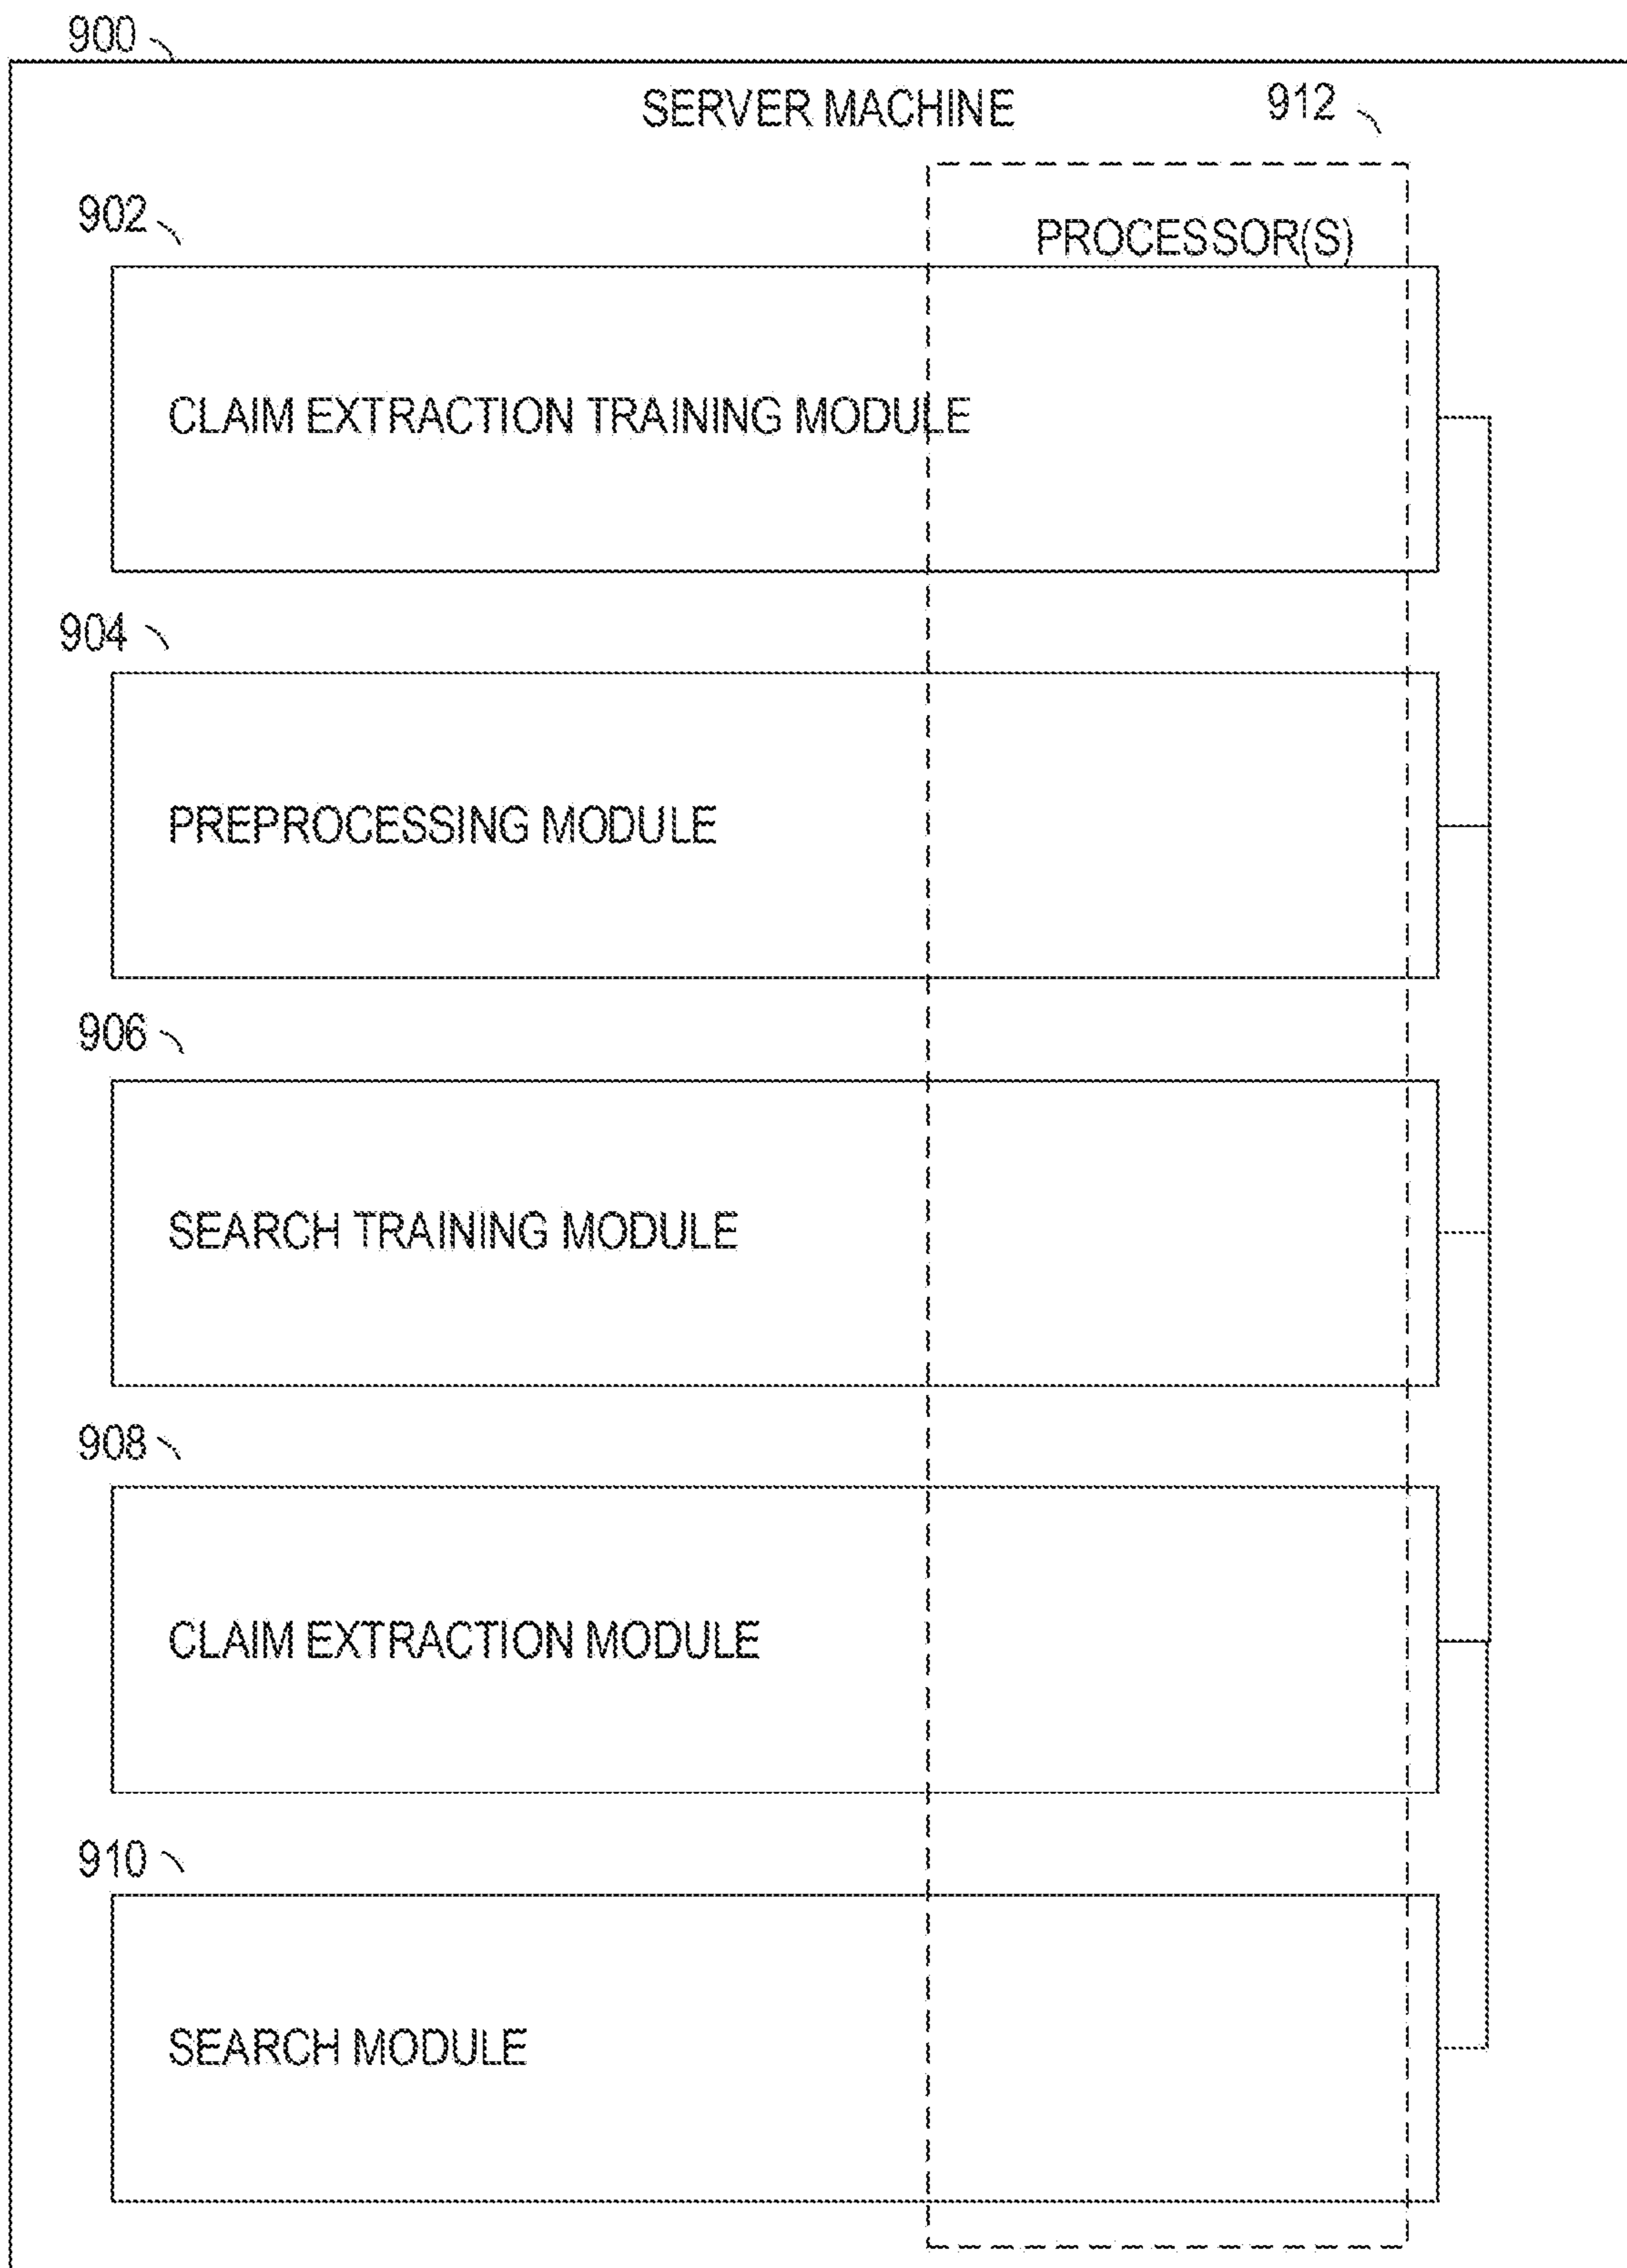 900
SERVER MACHINE
912
PROCESSOR(S)
902
CLAIM EXTRACTION TRAINING MODULE
904
PREPROCESSING MODULE
906
SEARCH TRAINING MODULE
908
CLAIM EXTRACTION MODULE
910
SEARCH MODULE